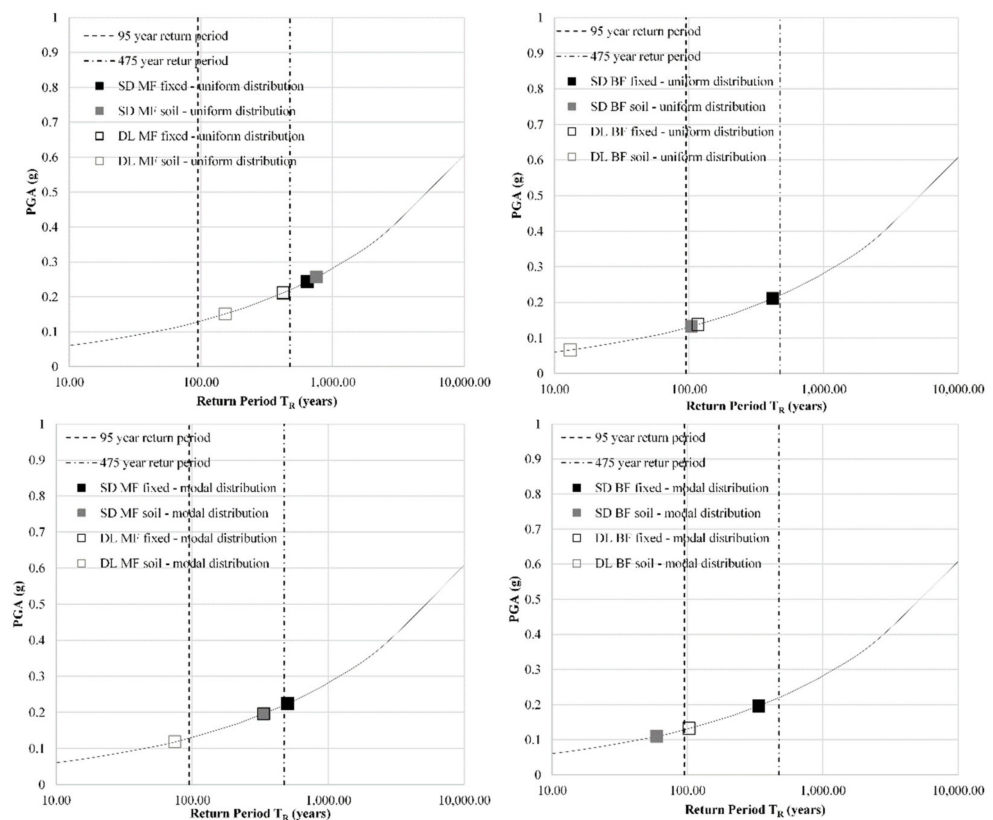 1
0.9
0.8
0.7
0.6
0.5
0.4
0.3
0.2
0.1
0
PGA (g)
95 year return period
475 year retur period
SD MF fixed - uniform distribution
SD MF soil - uniform distribution
DL MF fixed - uniform distribution
DL MF soil - uniform distribution
10.00 100.00 1,000.00 10,000.00
Return Period TR (years)
1
0.9
0.8
0.7
0.6
0.5
0.4
0.3
0.2
0.1
0
PGA (g)
95 year return period
475 year retur period
SD BF fixed - uniform distribution
SD BF soil - uniform distribution
DL BF fixed - uniform distribution
DL BF soil - uniform distribution
10.00 100.00 1,000.00 10,000.00
Return Period TR (years)
1
0.9
0.8
0.7
0.6
0.5
0.4
0.3
0.2
0.1
0
PGA (g)
95 year return period
475 year retur period
SD MF fixed - modal distribution
SD MF soil - modal distribution
DL MF fixed - modal distribution
DL MF soil - modal distribution
10.00 100.00 1,000.00 10,000.00
Return Period TR (years)
1
0.9
0.8
0.7
0.6
0.5
0.4
0.3
0.2
0.1
0
PGA (g)
95 year return period
475 year retur period
SD BF fixed - modal distribution
SD BF soil - modal distribution
DL BF fixed - modal distribution
DL BF soil - modal distribution
10.00 100.00 1,000.00 10,000.00
Return Period TR (years)